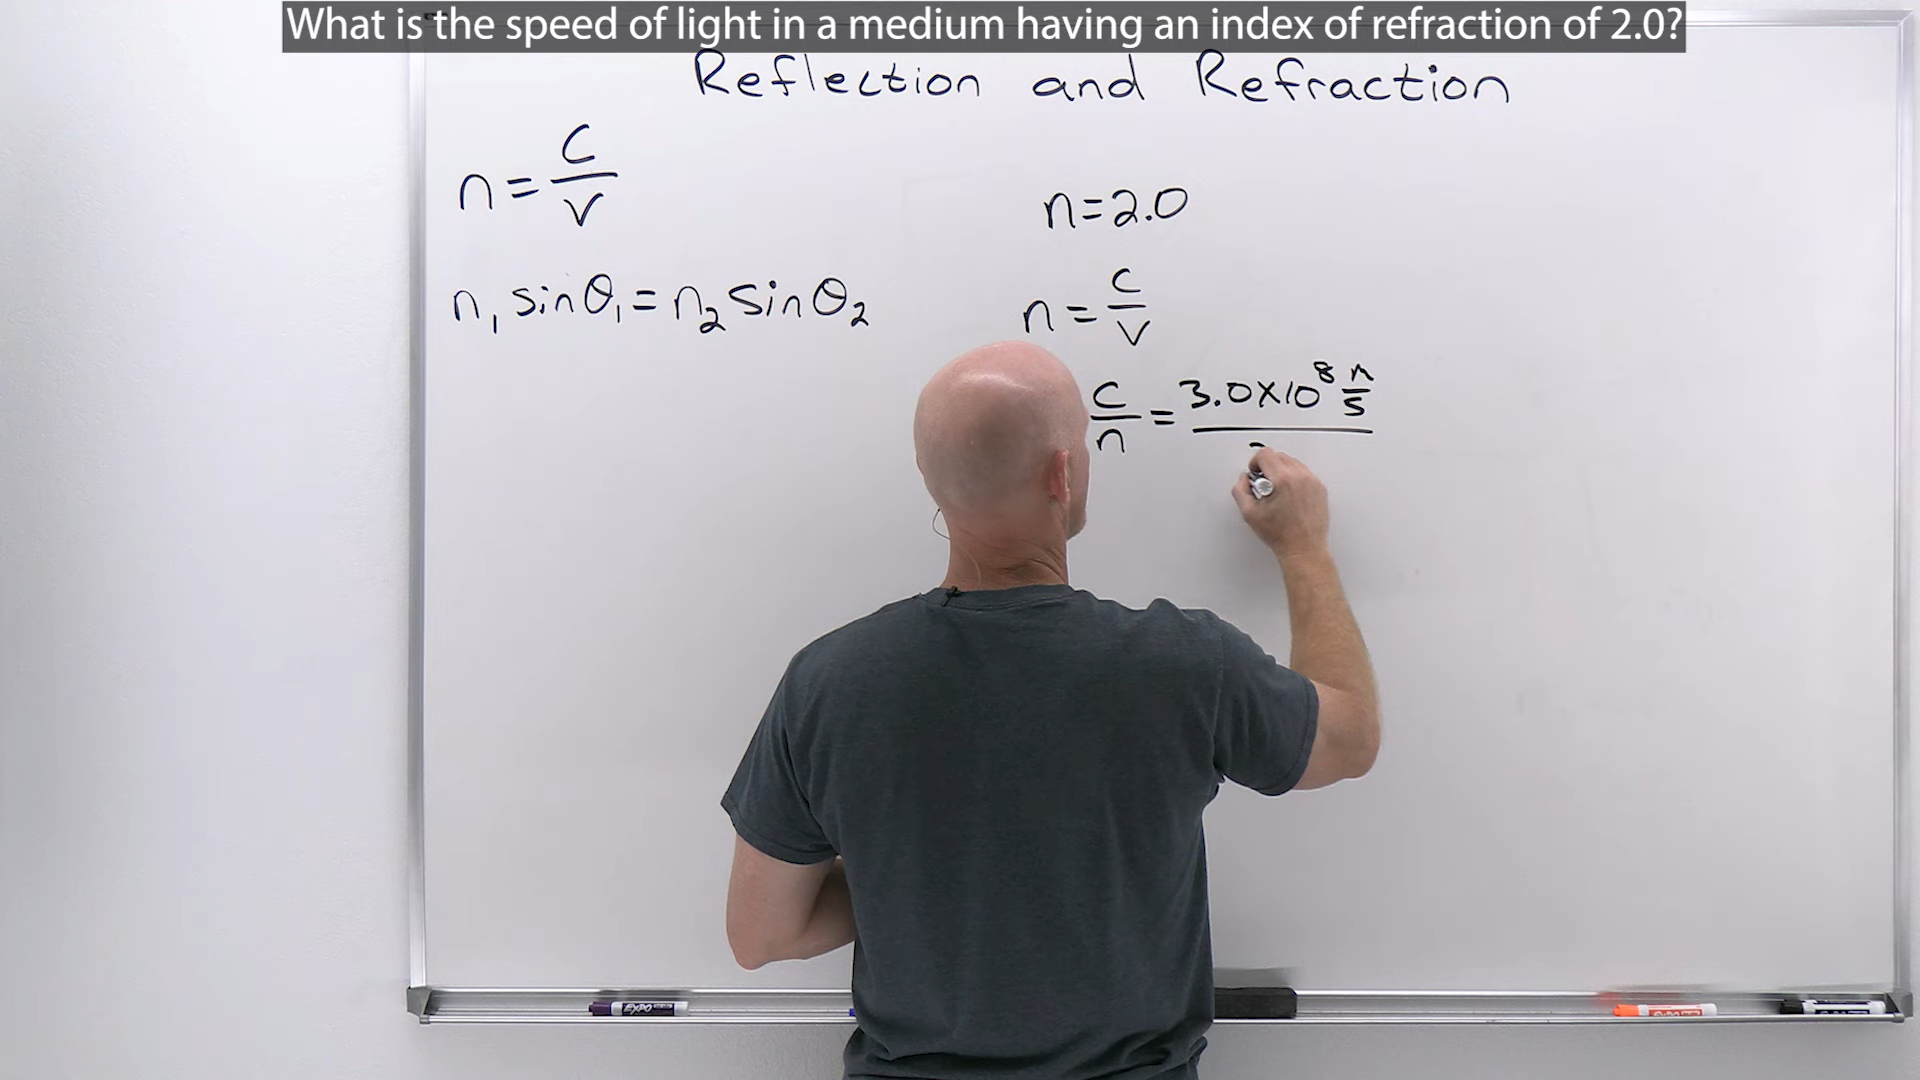 What is the speed of light in a medium having an index of refraction of 2.0?
Reflection and Refraction
n = c/v
n₁ sinθ₁ = n₂ sinθ₂
n = 2.0
n = c/v
c/n = 3.0×10⁸ m/s
EXPO